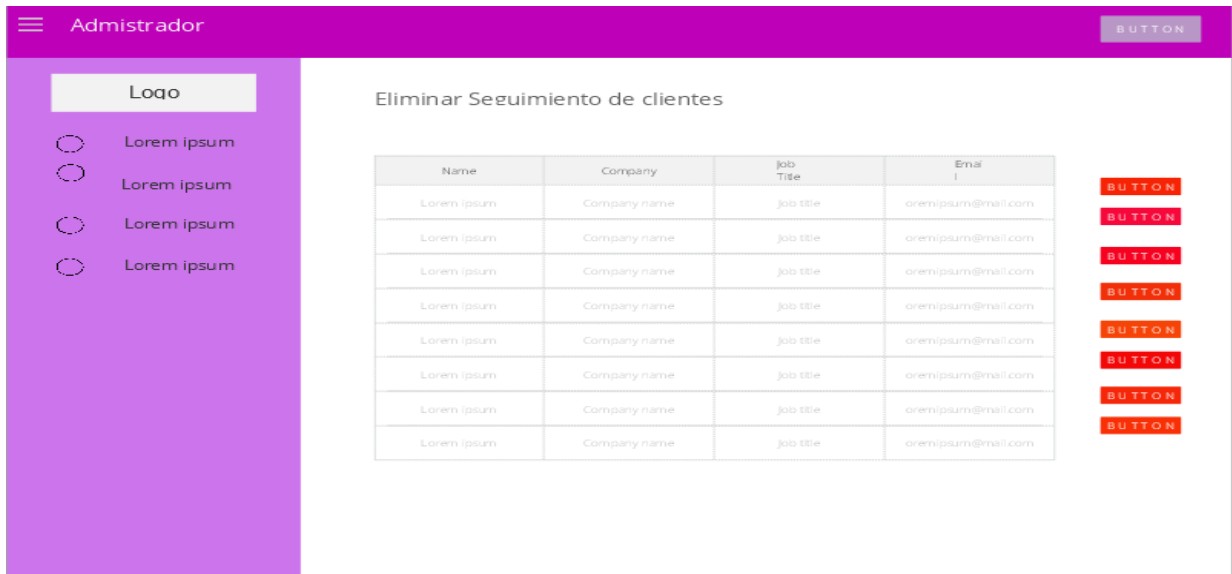 Admistrador
BUTTON
Logo
Lorem ipsum
Lorem ipsum
Lorem ipsum
Lorem ipsum
Eliminar Seguimiento de clientes
Name Company Job Title Email
Lorem ipsum Company name Job title oremipsum@mail.com
Lorem ipsum Company name Job title oremipsum@mail.com
Lorem ipsum Company name Job title oremipsum@mail.com
Lorem ipsum Company name Job title oremipsum@mail.com
Lorem ipsum Company name Job title oremipsum@mail.com
Lorem ipsum Company name Job title oremipsum@mail.com
Lorem ipsum Company name Job title oremipsum@mail.com
Lorem ipsum Company name Job title oremipsum@mail.com
BUTTON
BUTTON
BUTTON
BUTTON
BUTTON
BUTTON
BUTTON
BUTTON